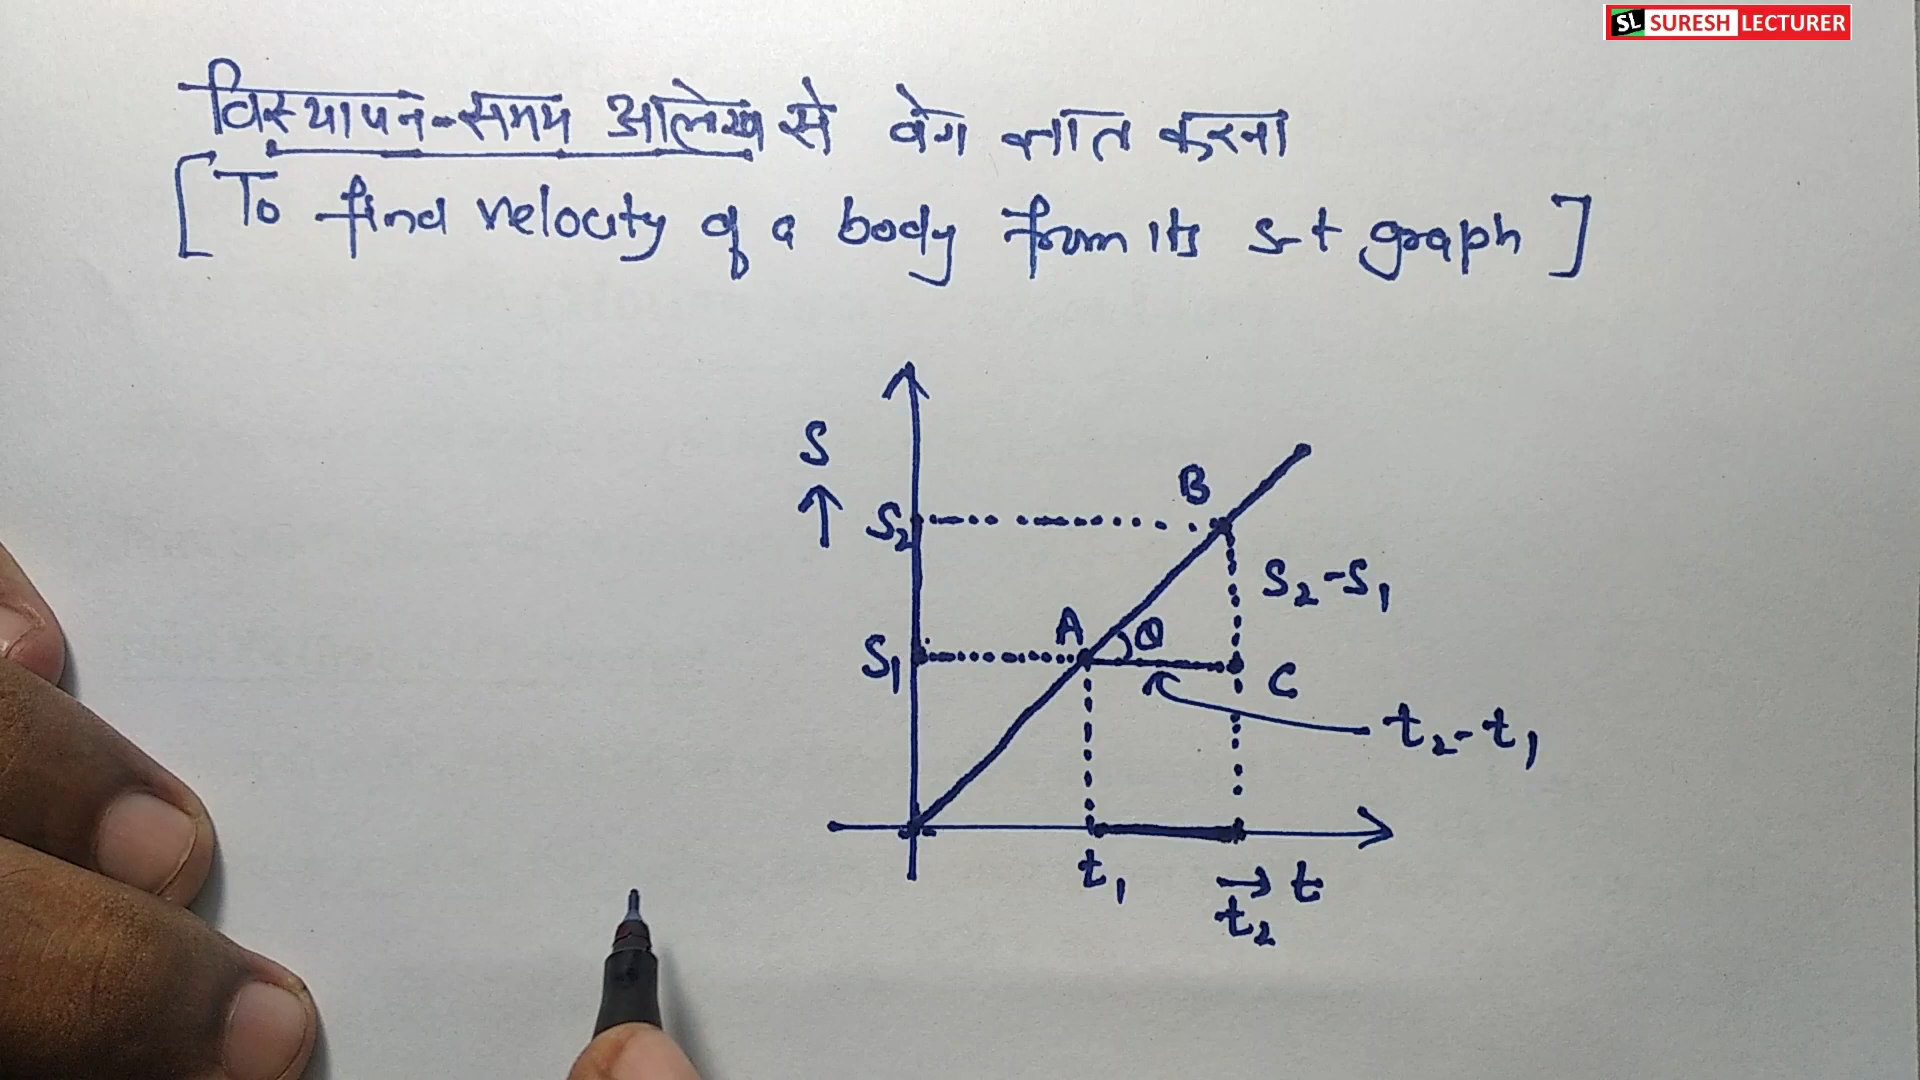 SL SURESH LECTURER
विस्थापन-समय आलेख से वेग ज्ञात करना
[To find velocity of a body from its s-t graph]
S
B
↑ S₂
S₂-S₁
A θ
S₁
C
t₂-t₁
t₁
→ t
t₂